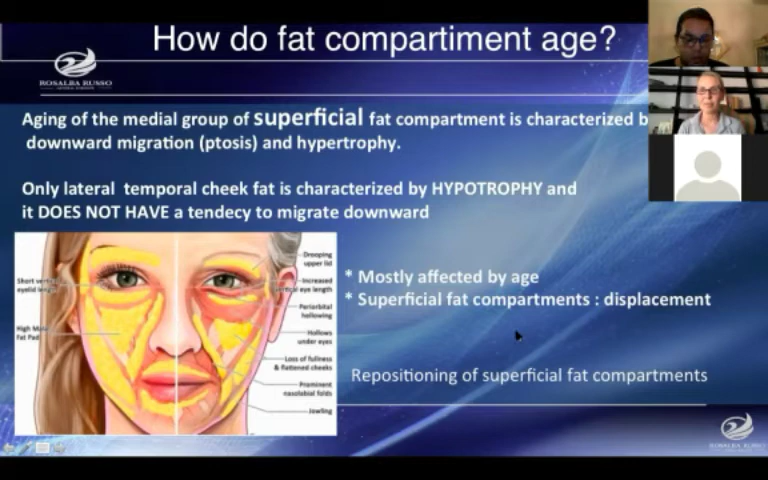 How do fat compartiment age?
ROSALBA RUSSO
Aging of the medial group of superficial fat compartment is characterized b
downward migration (ptosis) and hypertrophy.
Only lateral temporal cheek fat is characterized by HYPOTROPHY and
it DOES NOT HAVE a tendecy to migrate downward
Short
eyelid
High
Fat Pad
Drooping
upper lid
Increased
vertical eye length
Periorbital
hollowing
Hollows
under eyes
Loss of fullness
& flattened cheeks
Prominent
nasolabial folds
Jowling
* Mostly affected by age
* Superficial fat compartments : displacement
Repositioning of superficial fat compartments
ROSALBA RUSSO